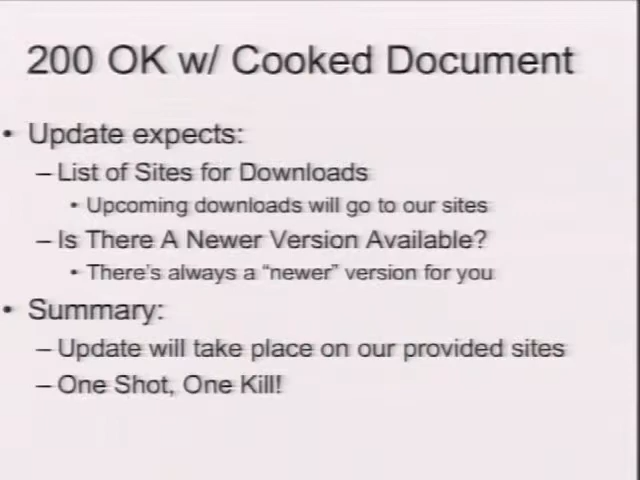 200 OK w/ Cooked Document
• Update expects:
– List of Sites for Downloads
• Upcoming downloads will go to our sites
– Is There A Newer Version Available?
• There's always a “newer” version for you
• Summary:
– Update will take place on our provided sites
– One Shot, One Kill!